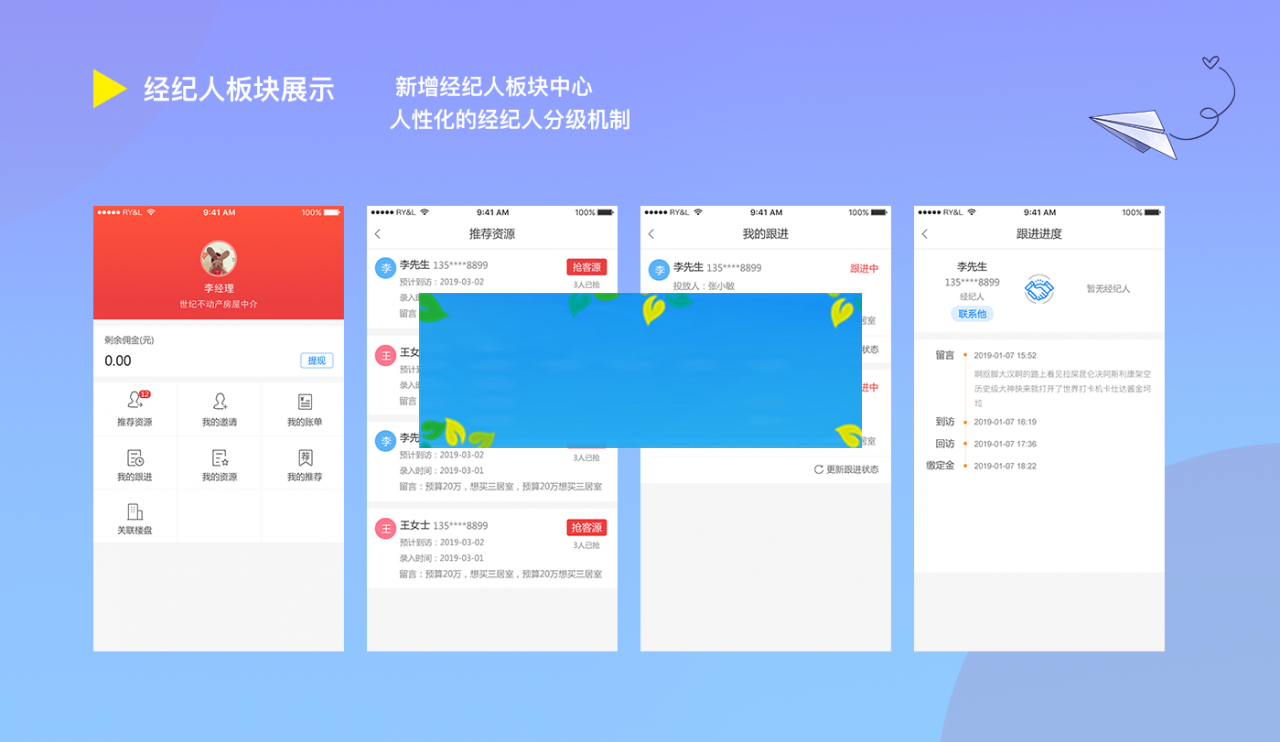 经纪人板块展示
新增经纪人板块中心
人性化的经纪人分级机制
RY&L 9:41 AM 100%
李经理
世纪不动产房屋中介
剩余佣金(元)
0.00 提现
12
推荐资源 我的邀请 我的账单
我的跟进 我的资源 我的推荐
荐
关联楼盘
RY&L 9:41 AM 100%
推荐资源
李 李先生 135****8899 抢客源
预计到访：2019-03-02 3人已抢
录入时
留言
王 王女
预计
录入
留言
李 李先
预计到访：2019-03-02 3人已抢
录入时间：2019-03-01
留言：预算20万，想买三居室，预算20万想买三居室
王 王女士 135****8899 抢客源
预计到访：2019-03-02 3人已抢
录入时间：2019-03-01
留言：预算20万，想买三居室，预算20万想买三居室
RY&L 9:41 AM 100%
我的跟进
李 李先生 135****8899 跟进中
投放人：张小敏
居室
状态
进中
居室
更新跟进状态
RY&L 9:41 AM 100%
跟进进度
李先生
135****8899
经纪人 暂无经纪人
联系他
留言 2019-01-07 15:52
啊抠脚大汉啊的路上看见拉屎昆仑决阿斯利康架空
历史级大神快来就打开了世界打卡机卡仕达酱金坷
垃
到访 2019-01-07 16:19
回访 2019-01-07 17:36
缴定金 2019-01-07 18:22